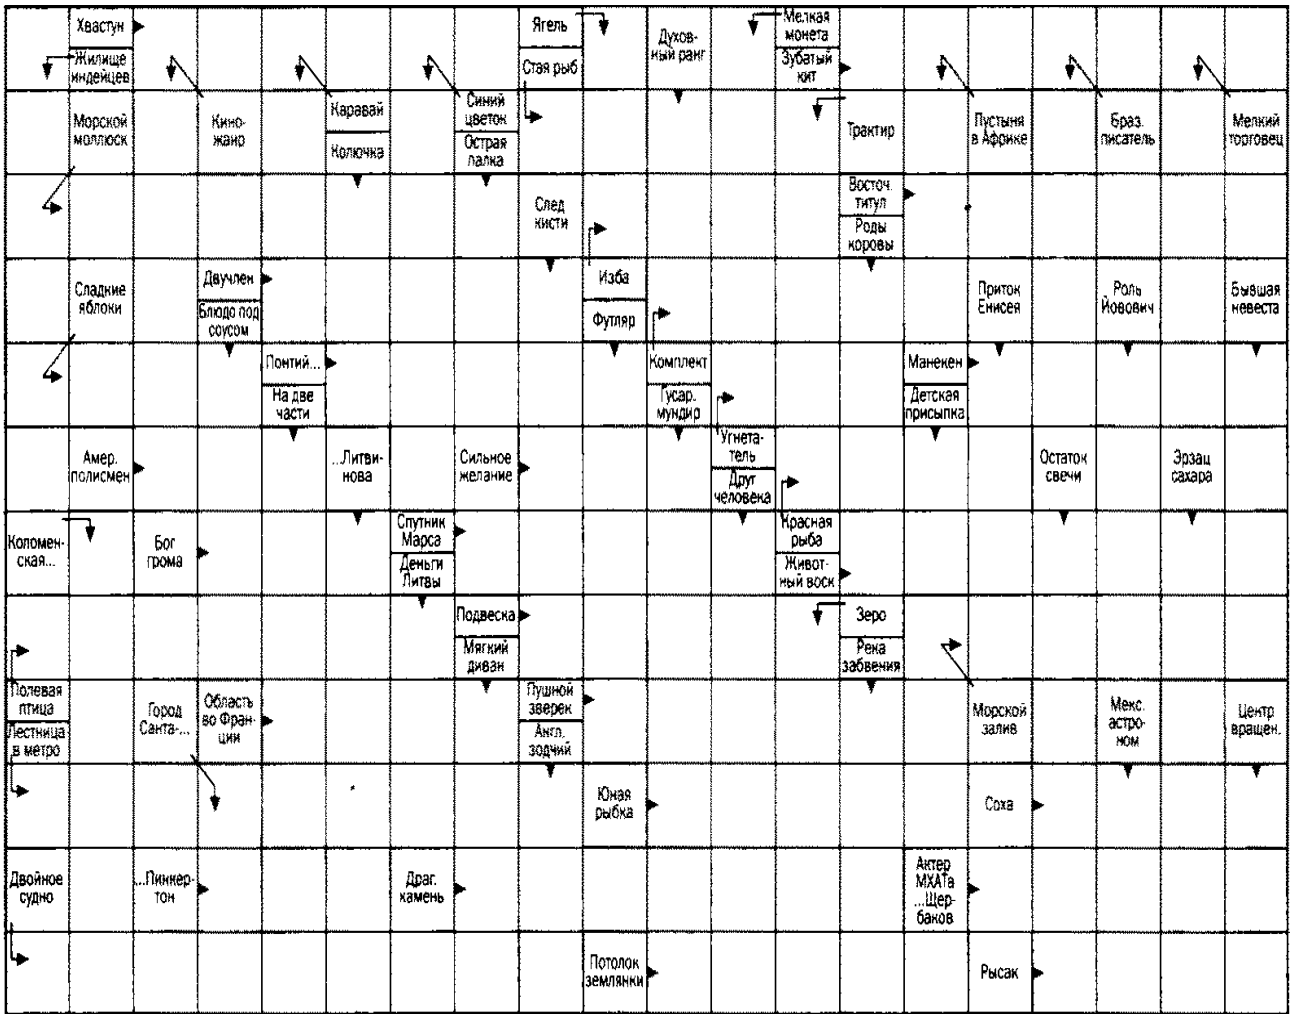 Хвастун
Жилище
индейцев
Ягель
Стая рыб
Духов-
ный ранг
Мелкая
монета
Зубатый
кит
Морской
моллюск
Кино-
жанр
Каравай
Колючка
Синий
цветок
Острая
палка
Трактир
Пустыня
в Африке
Браз.
писатель
Мелкий
торговец
След
кисти
Восточ.
титул
Роды
коровы
Сладкие
яблоки
Двучлен
Блюдо под
соусом
Изба
Футляр
Приток
Енисея
Роль
Йовович
Бывшая
невеста
Понтий...
На две
части
Комплект
Гусар.
мундир
Манекен
Детская
присыпка
Амер.
полисмен
...Литви-
нова
Сильное
желание
Угнета-
тель
Друг
человека
Остаток
свечи
Эрзац
сахара
Коломен-
ская...
Бог
грома
Спутник
Марса
Деньги
Литвы
Красная
рыба
Живот-
ный воск
Подвеска
Мягкий
диван
Зеро
Река
забвения
Полевая
птица
Лестница
в метро
Город
Санта-...
Область
во Фран-
ции
Пушной
зверек
Англ.
зодчий
Морской
залив
Мекс.
астро-
ном
Центр
вращен.
Юная
рыбка
Соха
Двойное
судно
...Пинкер-
тон
Драг.
камень
Актер
МХАТа
...Щер-
баков
Потолок
землянки
Рысак